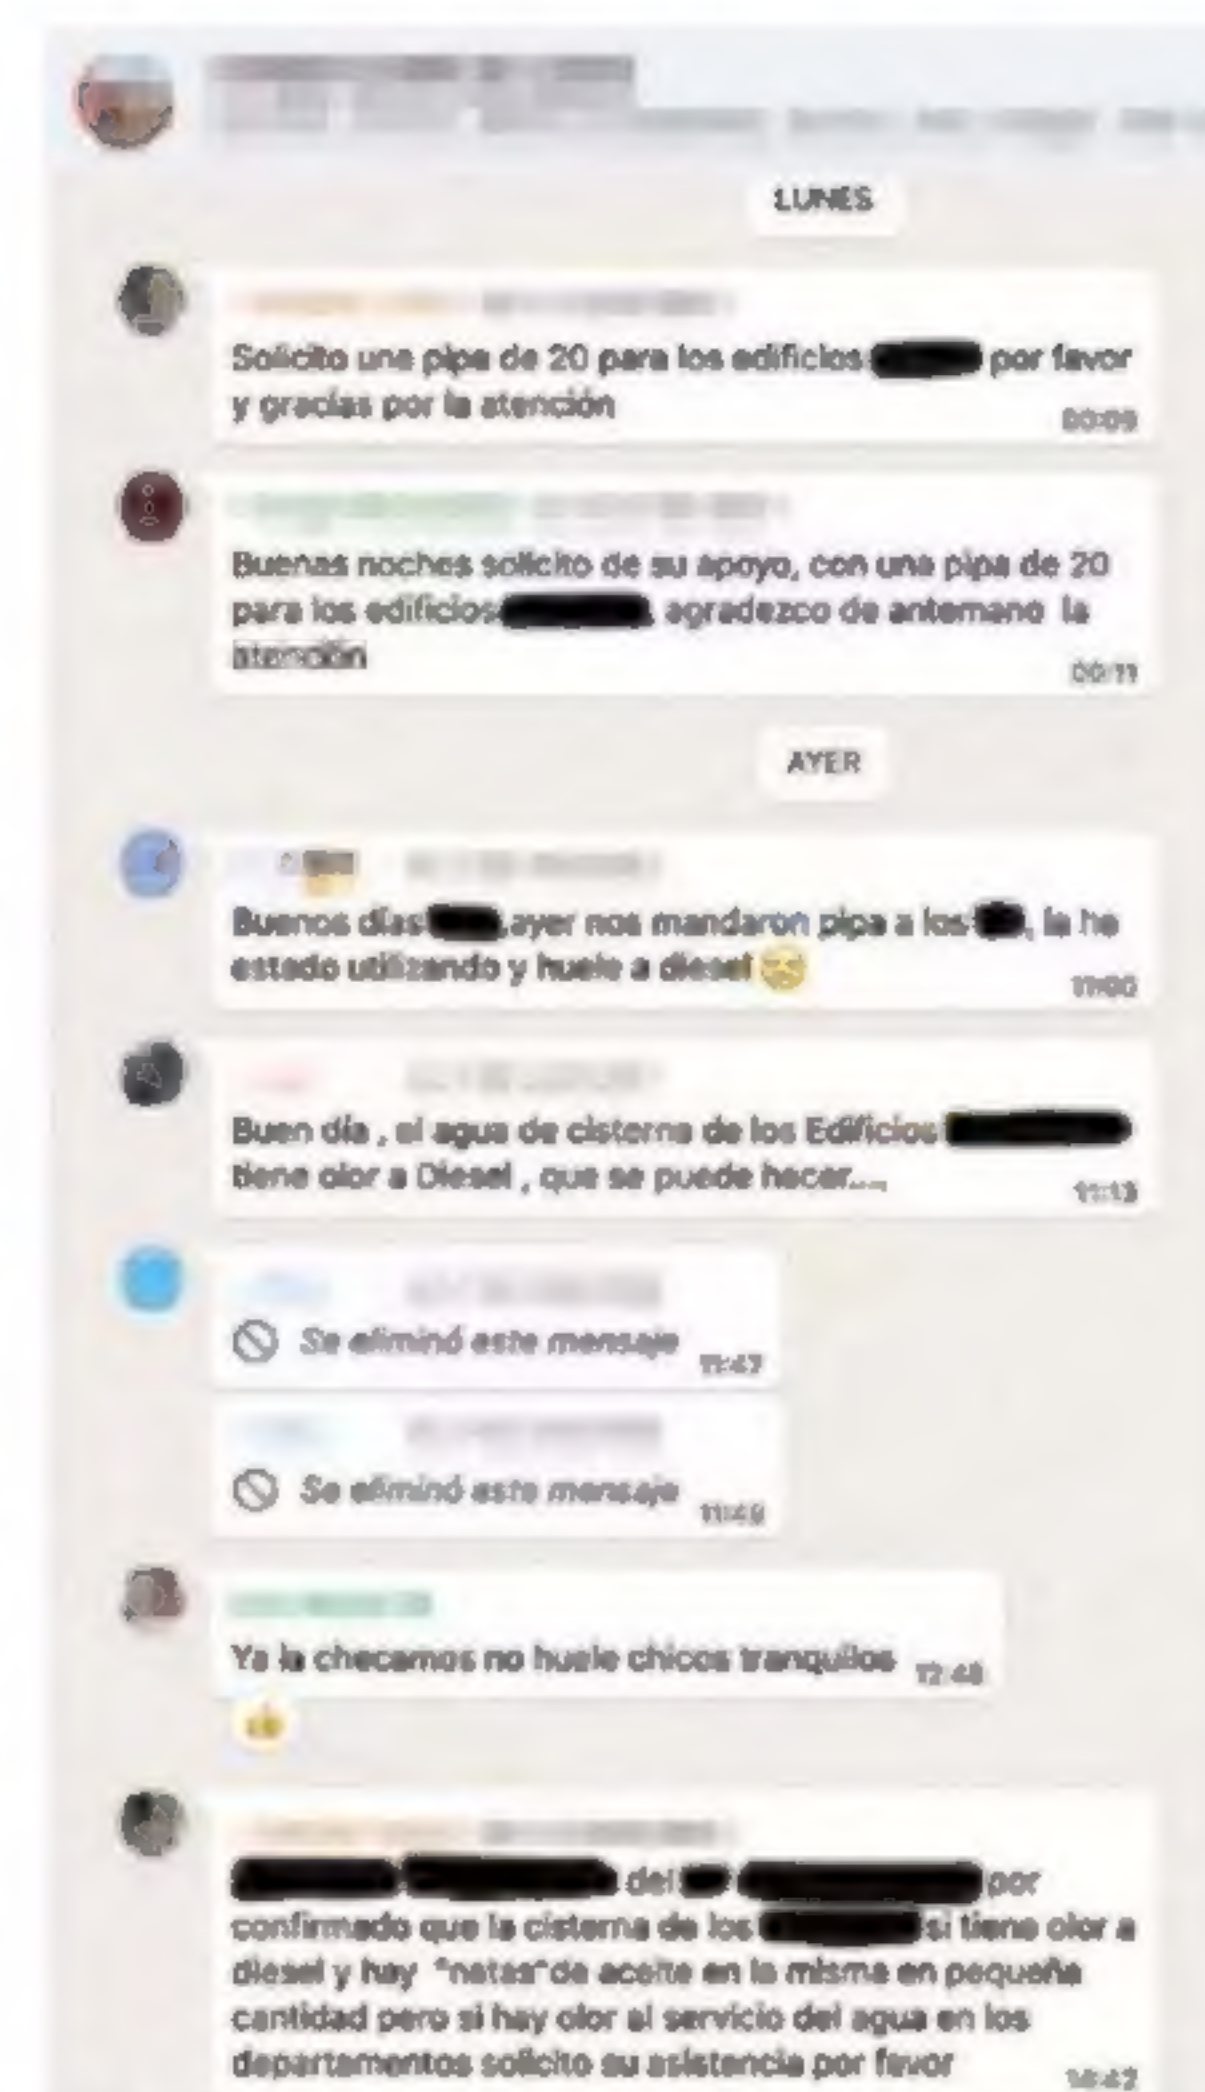 LUNES
Solicito una pipa de 20 para los edificios por favor
y gracias por la atención
00:09
Buenas noches solicito de su apoyo, con una pipa de 20
para los edificios agradezco de antemano la
atención
00:11
AYER
Buenos días ,ayer nos mandaron pipa a los , la he
estado utilizando y huele a diesel
11:00
Buen día , el agua de cisterna de los Edificios
tiene olor a Diesel , que se puede hacer....
11:13
Se eliminó este mensaje
11:47
Se eliminó este mensaje
11:49
Ya la checamos no huele chicos tranquilos
12:48
del por
confirmado que la cisterna de los si tiene olor a
diesel y hay "natas" de aceite en la misma en pequeña
cantidad pero si hay olor al servicio del agua en los
departamentos solicito su asistencia por favor
14:42